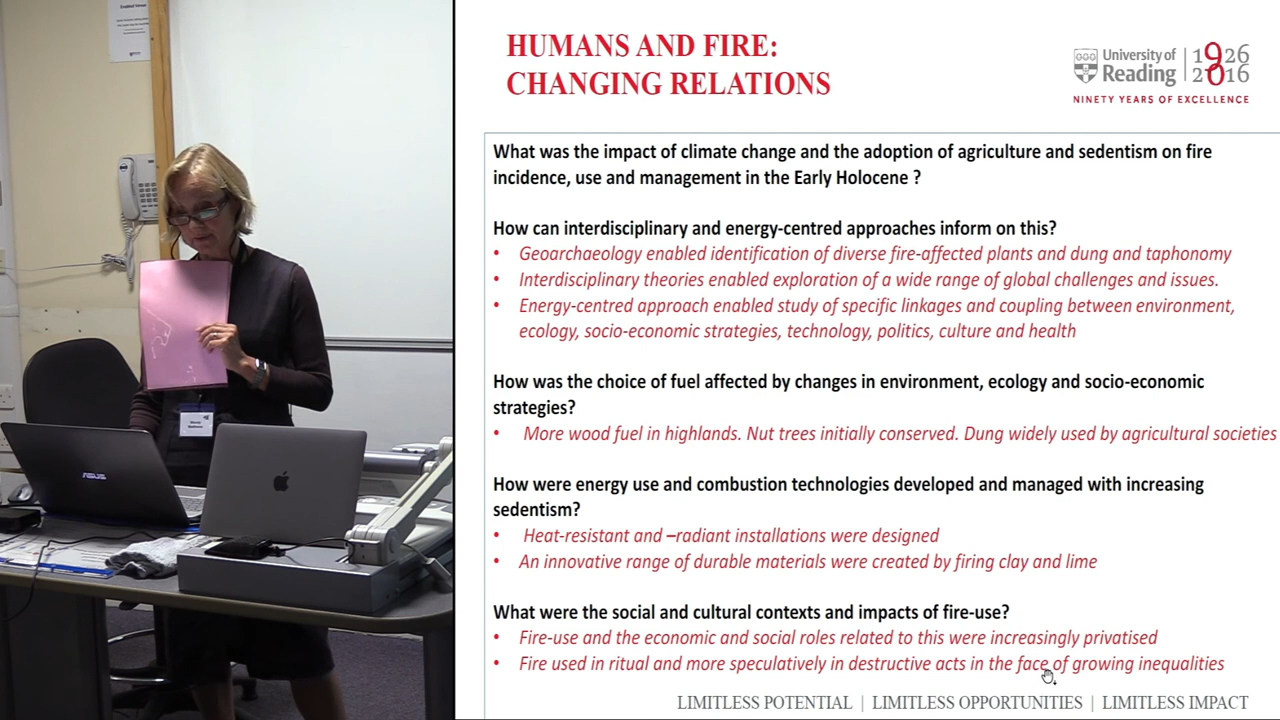 HUMANS AND FIRE:
CHANGING RELATIONS
University of
Reading
1926
2016
NINETY YEARS OF EXCELLENCE
What was the impact of climate change and the adoption of agriculture and sedentism on fire
incidence, use and management in the Early Holocene ?
How can interdisciplinary and energy-centred approaches inform on this?
• Geoarchaeology enabled identification of diverse fire-affected plants and dung and taphonomy
• Interdisciplinary theories enabled exploration of a wide range of global challenges and issues.
• Energy-centred approach enabled study of specific linkages and coupling between environment,
ecology, socio-economic strategies, technology, politics, culture and health
How was the choice of fuel affected by changes in environment, ecology and socio-economic
strategies?
• More wood fuel in highlands. Nut trees initially conserved. Dung widely used by agricultural societies
How were energy use and combustion technologies developed and managed with increasing
sedentism?
• Heat-resistant and –radiant installations were designed
• An innovative range of durable materials were created by firing clay and lime
What were the social and cultural contexts and impacts of fire-use?
• Fire-use and the economic and social roles related to this were increasingly privatised
• Fire used in ritual and more speculatively in destructive acts in the face of growing inequalities
LIMITLESS POTENTIAL | LIMITLESS OPPORTUNITIES | LIMITLESS IMPACT
ASUS